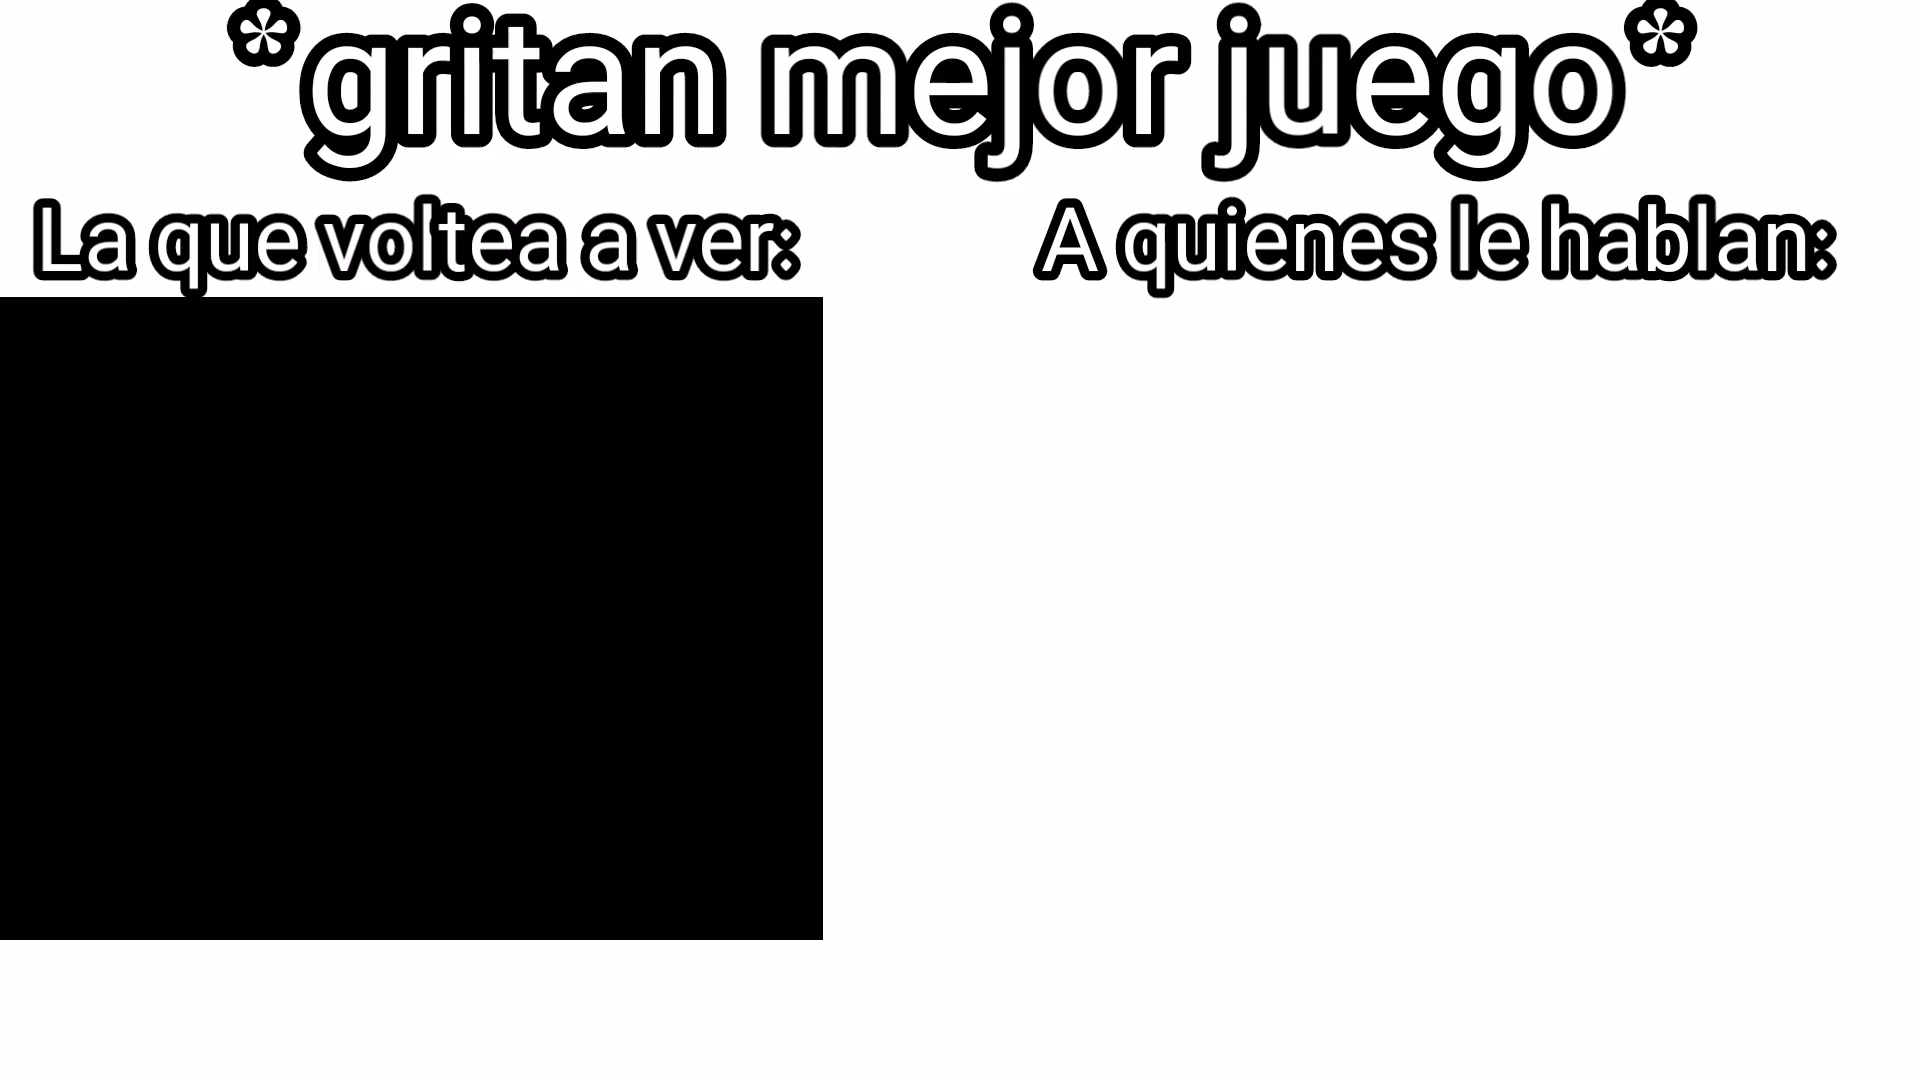 *gritan mejor juego*
La que voltea a ver:
A quienes le hablan: